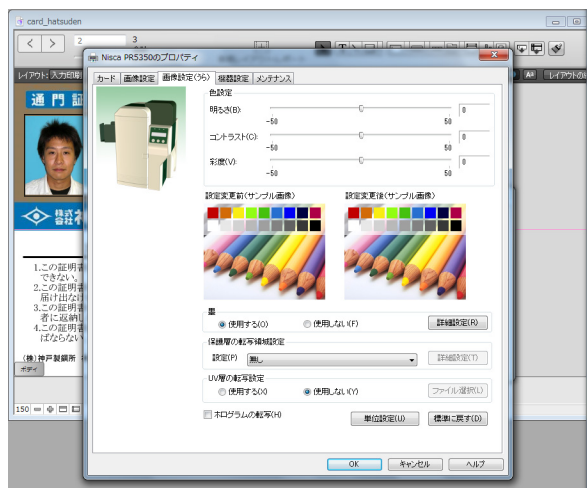 card_hatsuden
2
3
レイアウト: 入力印刷
レイアウトの
Nisca PR5350のプロパティ
カード 画像設定 画像設定(うら) 機器設定 メンテナンス
色設定
明るさ(B):
-50 50 0
コントラスト(C):
-50 50 0
彩度(V):
-50 50 0
設定変更前(サンプル画像) 設定変更後(サンプル画像)
墨
使用する(O) 使用しない(F) 詳細設定(R)
保護層の転写領域設定
設定(P) 無し 詳細設定(T)
UV層の転写設定
使用する(X) 使用しない(Y) ファイル選択(L)
ホログラムの転写(H)
単位設定(U) 標準に戻す(D)
OK キャンセル ヘルプ
通門証
株式会社
1.この証明書
できない。
2.この証明書
届け出なけ
3.この証明書
者に返納し
4.この証明書
ばならない
(株)神戸製鋼所
ボディ
150